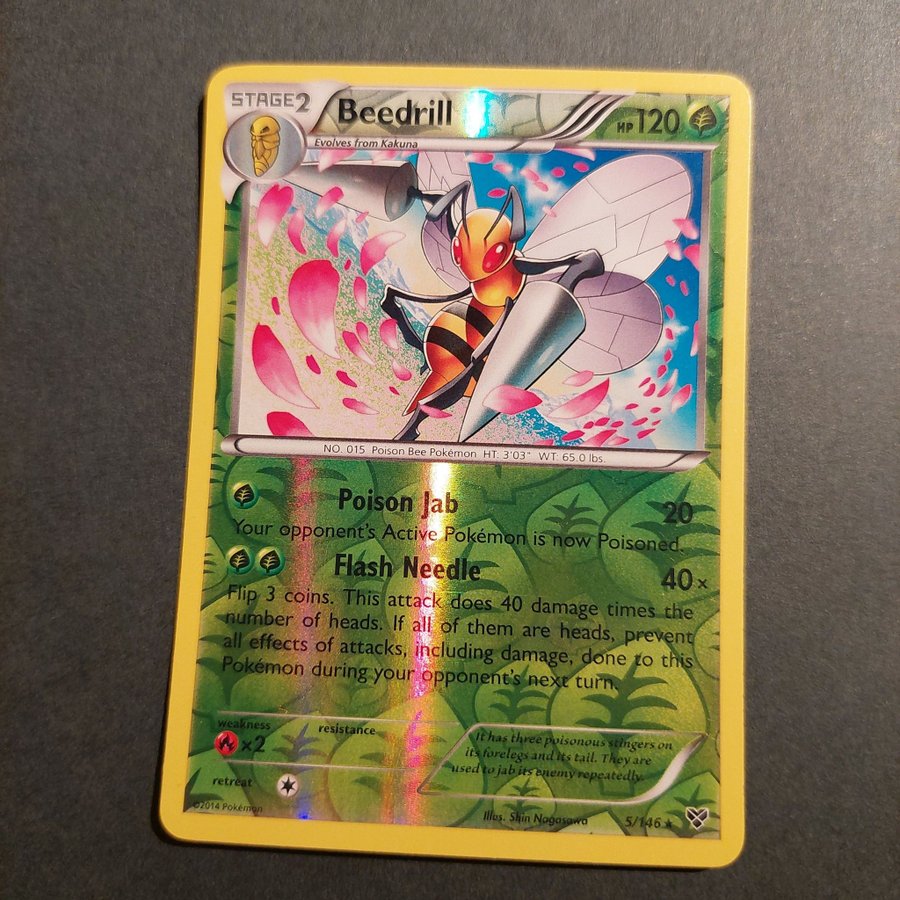 STAGE2 Beedrill HP 120
Evolves from Kakuna
NO. 015 Poison Bee Pokémon HT: 3'03" WT: 65.0 lbs.
Poison Jab 20
Your opponent's Active Pokémon is now Poisoned.
Flash Needle 40×
Flip 3 coins. This attack does 40 damage times the
number of heads. If all of them are heads, prevent
all effects of attacks, including damage, done to this
Pokémon during your opponent's next turn.
weakness resistance
×2
It has three poisonous stingers on
its forelegs and its tail. They are
used to jab its enemy repeatedly.
retreat
©2014 Pokémon
Illus. Shin Nagasawa 5/146 ★